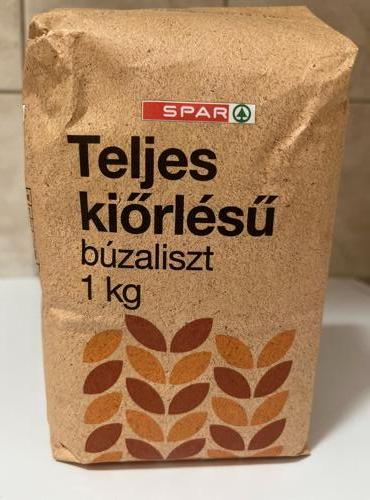 SPAR
Teljes
kiőrlésű
búzaliszt
1 kg